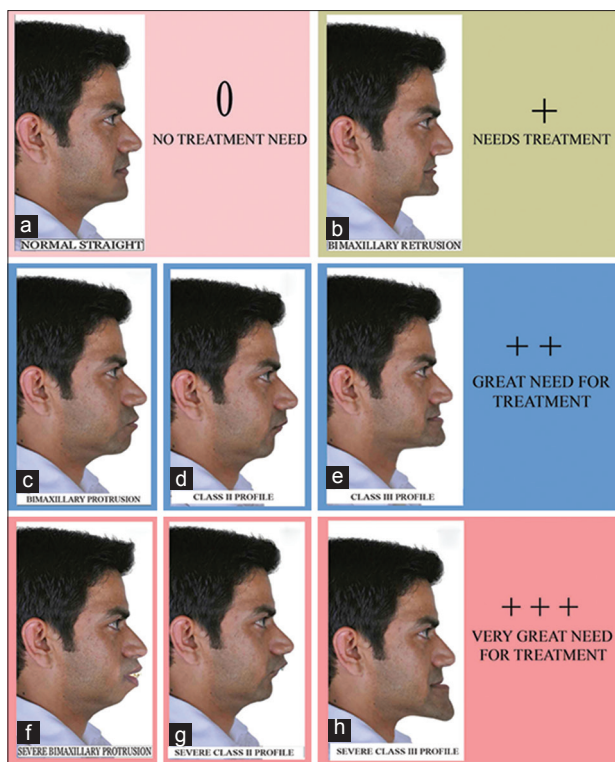 0
NO TREATMENT NEED
a
NORMAL STRAIGHT
+
NEEDS TREATMENT
b
BIMAXILLARY RETRUSION
c
BIMAXILLARY PROTRUSION
d
CLASS II PROFILE
e
CLASS III PROFILE
+ +
GREAT NEED FOR
TREATMENT
f
SEVERE BIMAXILLARY PROTRUSION
g
SEVERE CLASS II PROFILE
h
SEVERE CLASS III PROFILE
+ + +
VERY GREAT NEED
FOR TREATMENT